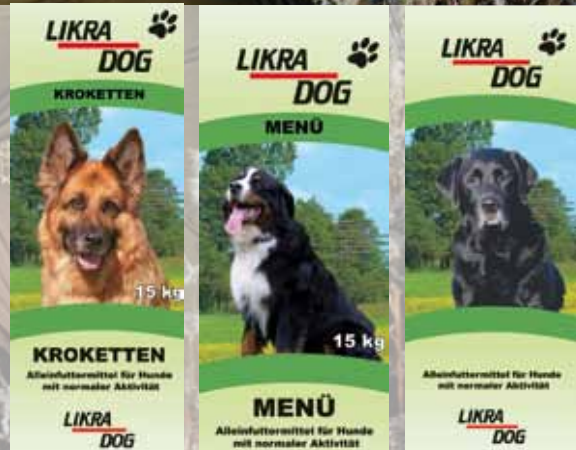 LIKRA
DOG
KROKETTEN
15 kg
KROKETTEN
Alleinfuttermittel für Hunde
mit normaler Aktivität
LIKRA
DOG
LIKRA
DOG
MENÜ
15 kg
MENÜ
Alleinfuttermittel für Hunde
mit normaler Aktivität
LIKRA
DOG
Alleinfuttermittel für Hunde
mit normaler Aktivität
LIKRA
DOG